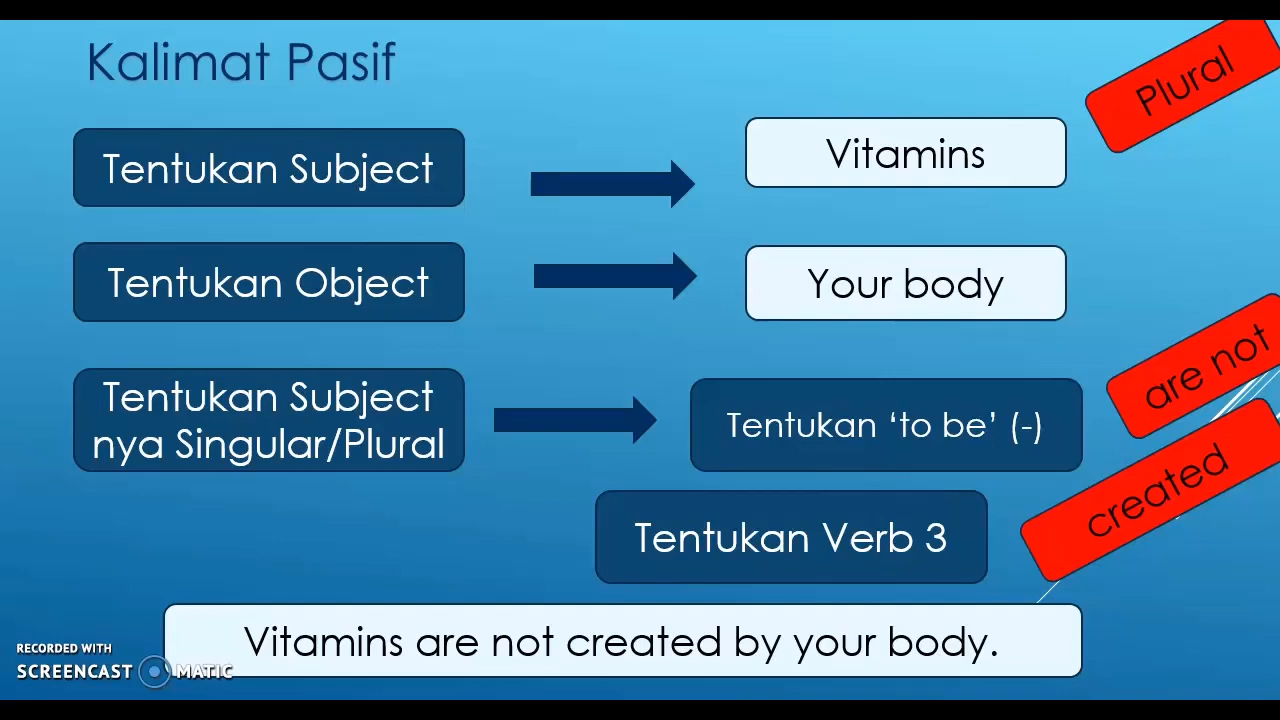 Kalimat Pasif
Plural
Tentukan Subject
Vitamins
Tentukan Object
Your body
Tentukan Subject
nya Singular/Plural
Tentukan ‘to be’ (-)
are not
Tentukan Verb 3
created
Vitamins are not created by your body.
RECORDED WITH
SCREENCAST MATIC